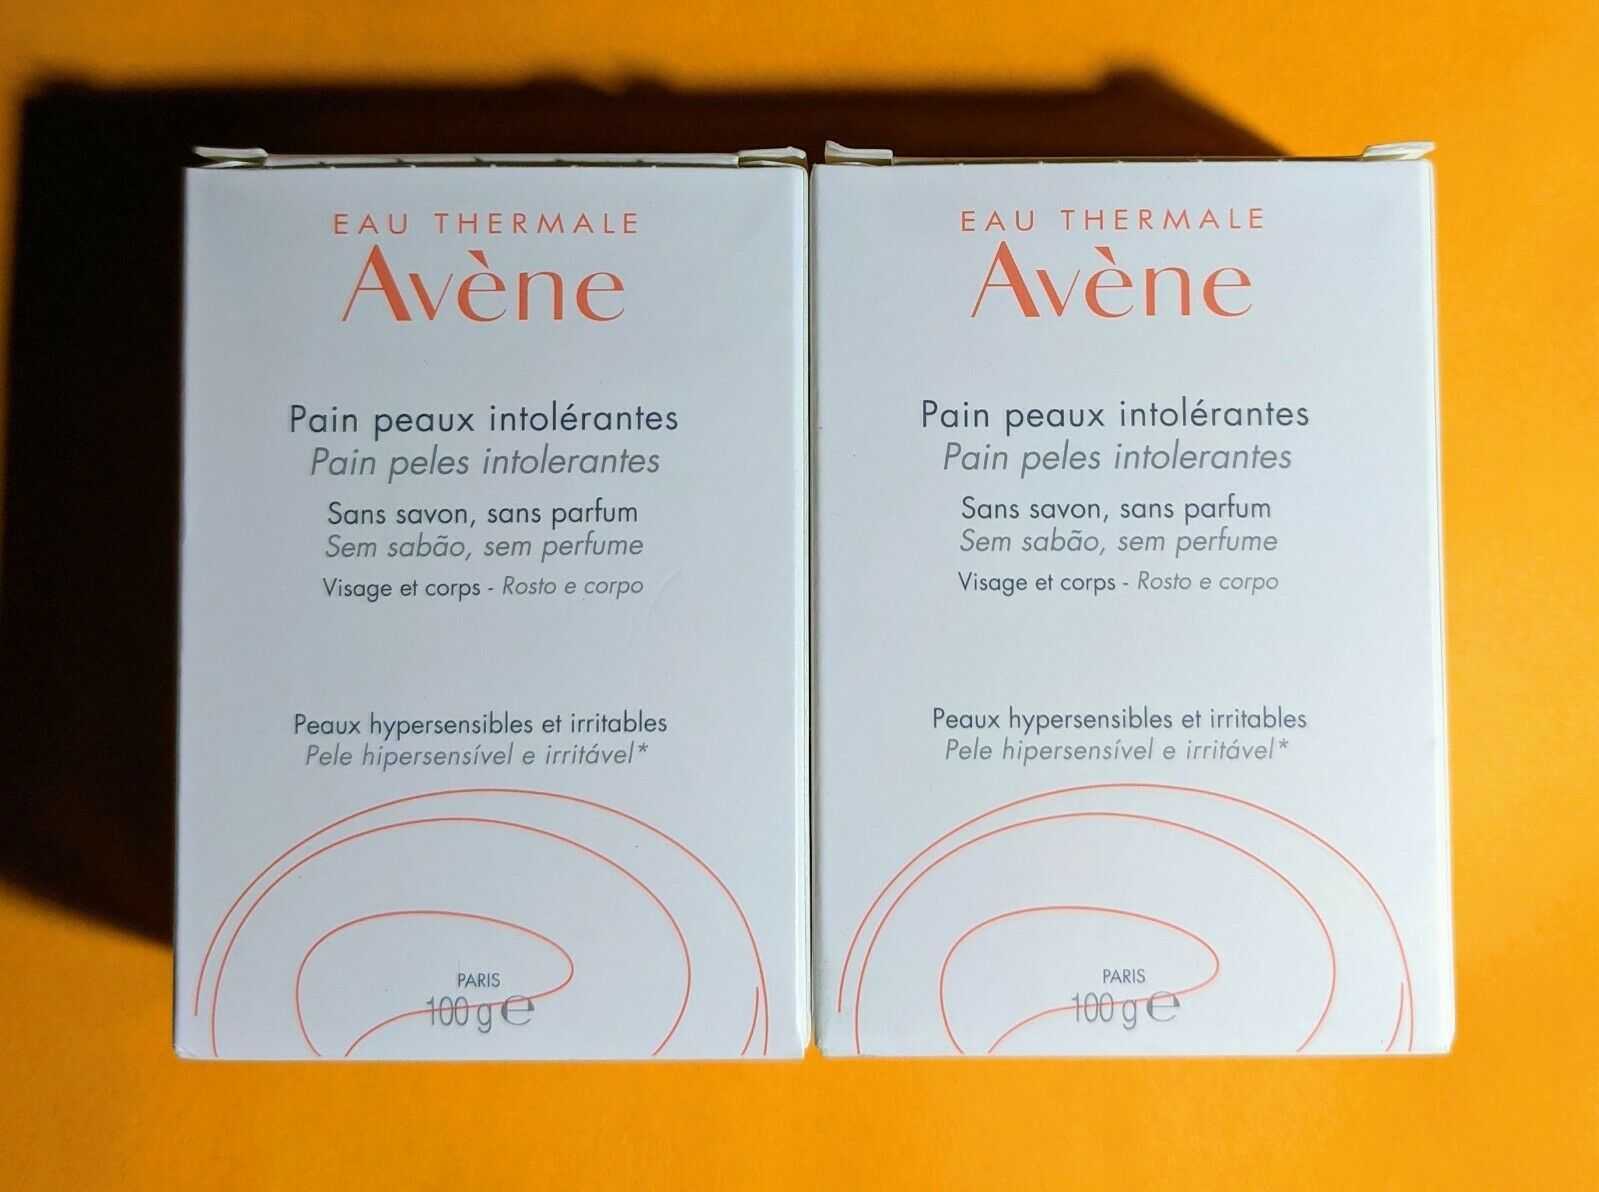 EAU THERMALE
Avène
Pain peaux intolérantes
Pain peles intolerantes
Sans savon, sans parfum
Sem sabão, sem perfume
Visage et corps - Rosto e corpo
Peaux hypersensibles et irritables
Pele hipersensível e irritável*
PARIS
100 g ℮
EAU THERMALE
Avène
Pain peaux intolérantes
Pain peles intolerantes
Sans savon, sans parfum
Sem sabão, sem perfume
Visage et corps - Rosto e corpo
Peaux hypersensibles et irritables
Pele hipersensível e irritável*
PARIS
100 g ℮